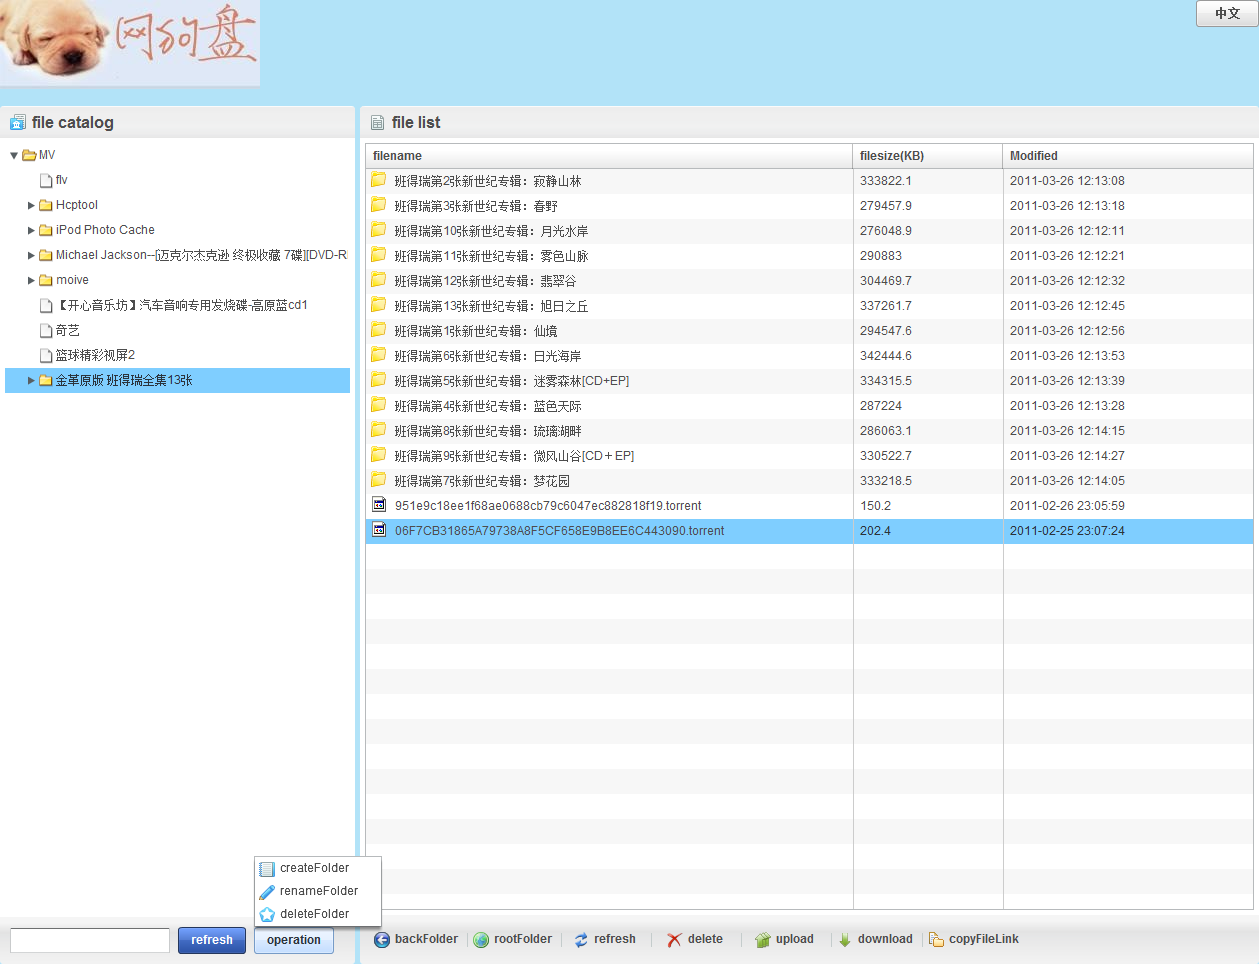 网狗盘
中文
file catalog
MV
flv
Hcptool
iPod Photo Cache
Michael Jackson--[迈克尔杰克逊 终极收藏 7碟][DVD-R
moive
【开心音乐坊】汽车音响专用发烧碟-高原蓝cd1
奇艺
篮球精彩视屏2
金革原版 班得瑞全集13张
file list
filename filesize(KB) Modified
班得瑞第2张新世纪专辑：寂静山林 333822.1 2011-03-26 12:13:08
班得瑞第3张新世纪专辑：春野 279457.9 2011-03-26 12:13:18
班得瑞第10张新世纪专辑：月光水岸 276048.9 2011-03-26 12:12:11
班得瑞第11张新世纪专辑：雾色山脉 290883 2011-03-26 12:12:21
班得瑞第12张新世纪专辑：翡翠谷 304469.7 2011-03-26 12:12:32
班得瑞第13张新世纪专辑：旭日之丘 337261.7 2011-03-26 12:12:45
班得瑞第1张新世纪专辑：仙境 294547.6 2011-03-26 12:12:56
班得瑞第6张新世纪专辑：日光海岸 342444.6 2011-03-26 12:13:53
班得瑞第5张新世纪专辑：迷雾森林[CD+EP] 334315.5 2011-03-26 12:13:39
班得瑞第4张新世纪专辑：蓝色天际 287224 2011-03-26 12:13:28
班得瑞第8张新世纪专辑：琉璃湖畔 286063.1 2011-03-26 12:14:15
班得瑞第9张新世纪专辑：微风山谷[CD＋EP] 330522.7 2011-03-26 12:14:27
班得瑞第7张新世纪专辑：梦花园 333218.5 2011-03-26 12:14:05
951e9c18ee1f68ae0688cb79c6047ec882818f19.torrent 150.2 2011-02-26 23:05:59
06F7CB31865A79738A8F5CF658E9B8EE6C443090.torrent 202.4 2011-02-25 23:07:24
createFolder
renameFolder
deleteFolder
refresh operation
backFolder rootFolder refresh delete upload download copyFileLink